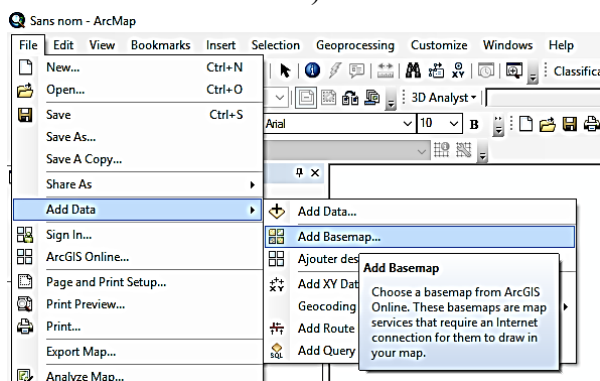 Sans nom - ArcMap
File Edit View Bookmarks Insert Selection Geoprocessing Customize Windows Help
New... Ctrl+N
Open... Ctrl+O
Save Ctrl+S
Save As...
Save A Copy...
Share As
Add Data
Sign In...
ArcGIS Online...
Page and Print Setup...
Print Preview...
Print...
Export Map...
Analyze Map...
Classifica
3D Analyst
Arial 10 B
Add Data...
Add Basemap...
Ajouter des
Add XY Dat
Geocoding
Add Route
SQL Add Query
Add Basemap
Choose a basemap from ArcGIS
Online. These basemaps are map
services that require an Internet
connection for them to draw in
your map.